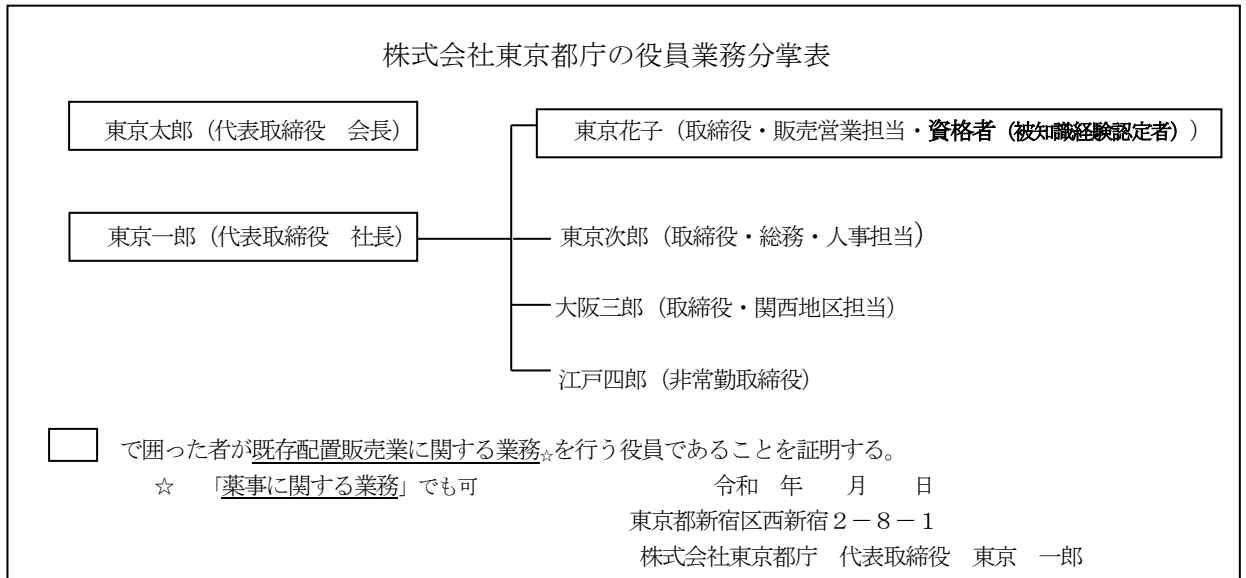 株式会社東京都庁の役員業務分掌表
東京太郎（代表取締役　会長）
東京花子（取締役・販売営業担当・資格者（被知識経験認定者））
東京一郎（代表取締役　社長）
東京次郎（取締役・総務・人事担当）
大阪三郎（取締役・関西地区担当）
江戸四郎（非常勤取締役）
で囲った者が既存配置販売業に関する業務☆を行う役員であることを証明する。
☆　「薬事に関する業務」でも可　令和　年　　月　　日
東京都新宿区西新宿２－８－１
株式会社東京都庁　代表取締役　東京　一郎